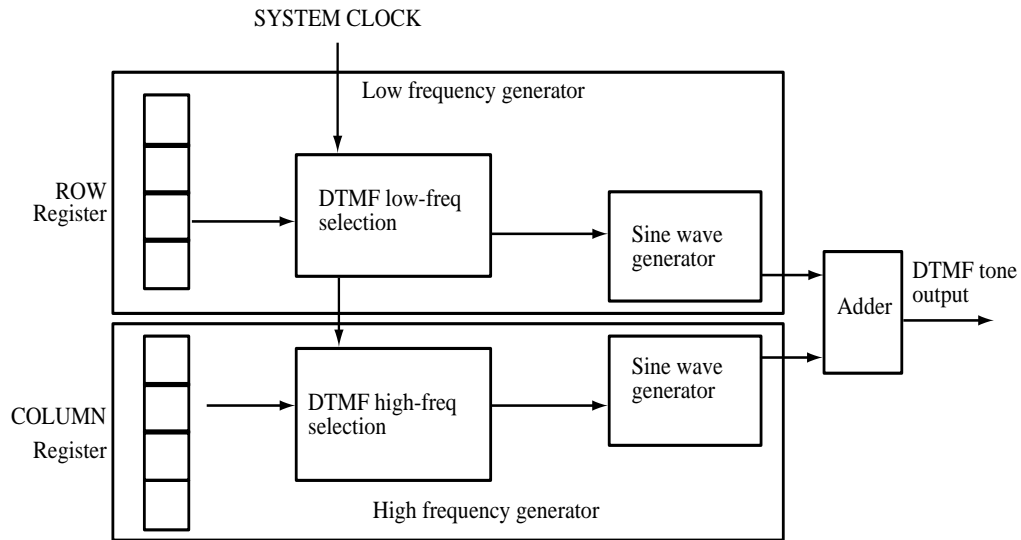 SYSTEM CLOCK
Low frequency generator
ROW
Register
DTMF low-freq
selection
Sine wave
generator
DTMF tone
output
Adder
COLUMN
Register
DTMF high-freq
selection
Sine wave
generator
High frequency generator